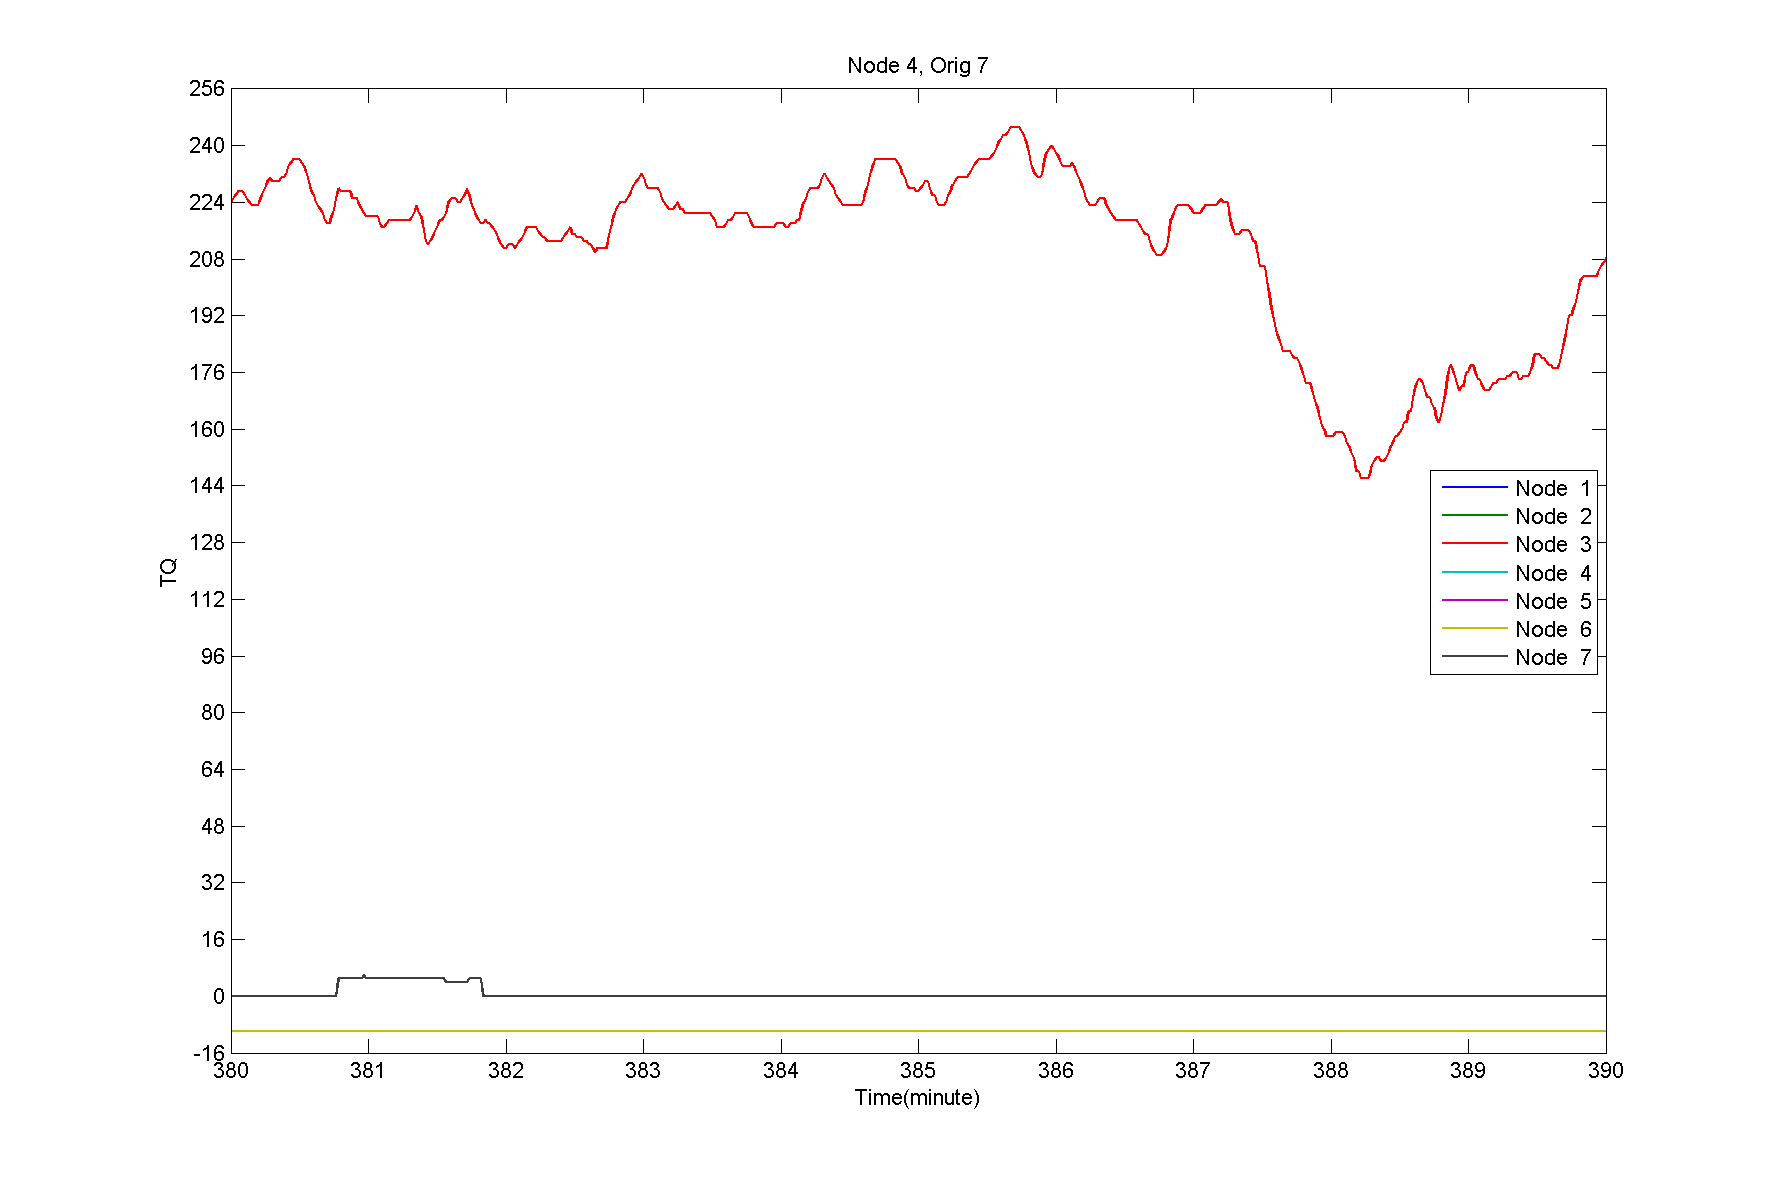 Node 4, Orig 7
256
240
224
208
192
176
160
144
128
112
96
80
64
48
32
16
0
-16
TQ
Node 1
Node 2
Node 3
Node 4
Node 5
Node 6
Node 7
380 381 382 383 384 385 386 387 388 389 390
Time(minute)